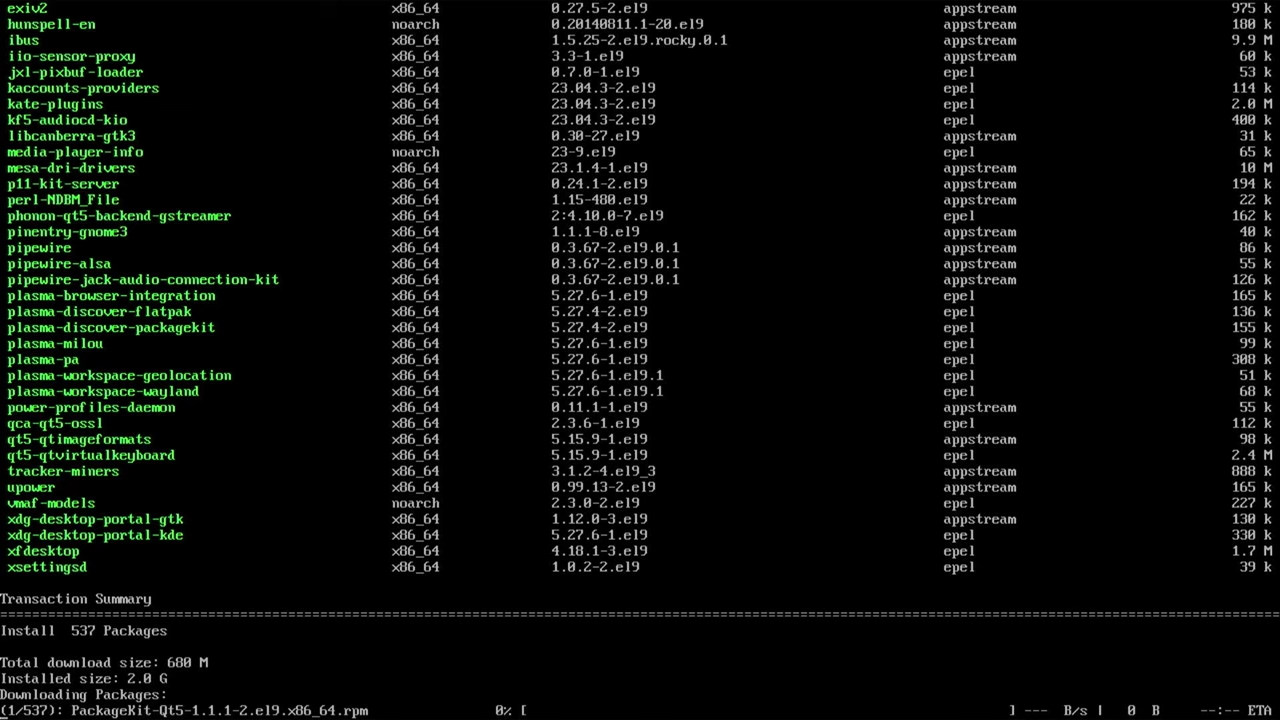 exiv2 x86_64 0.27.5-2.el9 appstream 975 k
hunspell-en noarch 0.20140811.1-20.el9 appstream 180 k
ibus x86_64 1.5.25-2.el9.rocky.0.1 appstream 9.9 M
iio-sensor-proxy x86_64 3.3-1.el9 appstream 60 k
jxl-pixbuf-loader x86_64 0.7.0-1.el9 epel 53 k
kaccounts-providers x86_64 23.04.3-2.el9 epel 114 k
kate-plugins x86_64 23.04.3-2.el9 epel 2.0 M
kf5-audiocd-kio x86_64 23.04.3-2.el9 epel 400 k
libcanberra-gtk3 x86_64 0.30-27.el9 appstream 31 k
media-player-info noarch 23-9.el9 epel 65 k
mesa-dri-drivers x86_64 23.1.4-1.el9 appstream 10 M
p11-kit-server x86_64 0.24.1-2.el9 appstream 194 k
perl-NDBM_File x86_64 1.15-480.el9 appstream 22 k
phonon-qt5-backend-gstreamer x86_64 2:4.10.0-7.el9 epel 162 k
pinentry-gnome3 x86_64 1.1.1-8.el9 appstream 40 k
pipewire x86_64 0.3.67-2.el9.0.1 appstream 86 k
pipewire-alsa x86_64 0.3.67-2.el9.0.1 appstream 55 k
pipewire-jack-audio-connection-kit x86_64 0.3.67-2.el9.0.1 appstream 126 k
plasma-browser-integration x86_64 5.27.6-1.el9 epel 165 k
plasma-discover-flatpak x86_64 5.27.4-2.el9 epel 136 k
plasma-discover-packagekit x86_64 5.27.4-2.el9 epel 155 k
plasma-milou x86_64 5.27.6-1.el9 epel 99 k
plasma-pa x86_64 5.27.6-1.el9 epel 308 k
plasma-workspace-geolocation x86_64 5.27.6-1.el9.1 epel 51 k
plasma-workspace-wayland x86_64 5.27.6-1.el9.1 epel 68 k
power-profiles-daemon x86_64 0.11.1-1.el9 appstream 55 k
qca-qt5-ossl x86_64 2.3.6-1.el9 epel 112 k
qt5-qtimageformats x86_64 5.15.9-1.el9 appstream 98 k
qt5-qtvirtualkeyboard x86_64 5.15.9-1.el9 epel 2.4 M
tracker-miners x86_64 3.1.2-4.el9_3 appstream 888 k
upower x86_64 0.99.13-2.el9 appstream 165 k
vmaf-models noarch 2.3.0-2.el9 epel 227 k
xdg-desktop-portal-gtk x86_64 1.12.0-3.el9 appstream 130 k
xdg-desktop-portal-kde x86_64 5.27.6-1.el9 epel 330 k
xfdesktop x86_64 4.18.1-3.el9 epel 1.7 M
xsettingsd x86_64 1.0.2-2.el9 epel 39 k
Transaction Summary
================================================================================================================================================================
Install 537 Packages
Total download size: 680 M
Installed size: 2.0 G
Downloading Packages:
(1/537): PackageKit-Qt5-1.1.1-2.el9.x86_64.rpm 0% [ ] --- B/s | 0 B --:-- ETA